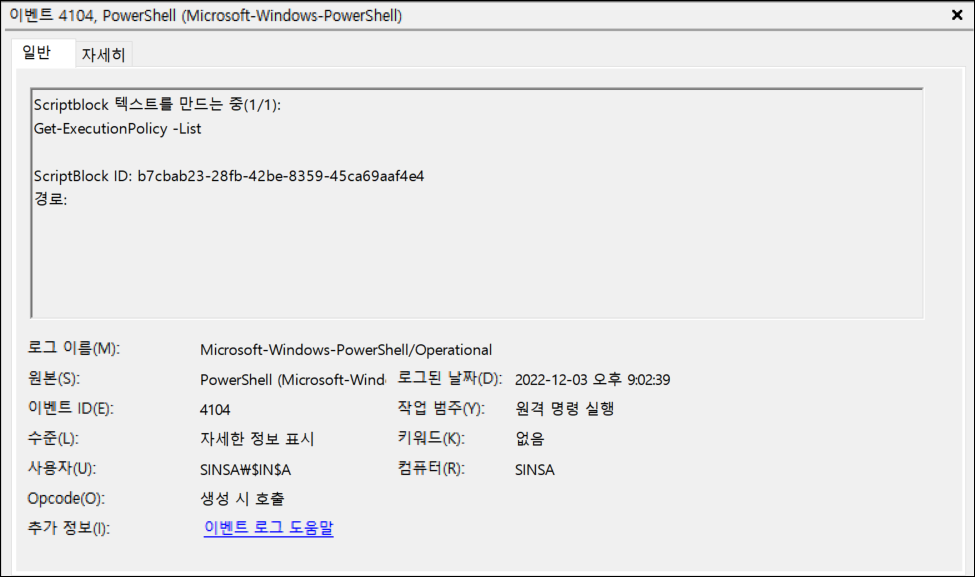 이벤트 4104, PowerShell (Microsoft-Windows-PowerShell)
일반 자세히
Scriptblock 텍스트를 만드는 중(1/1):
Get-ExecutionPolicy -List
ScriptBlock ID: b7cbab23-28fb-42be-8359-45ca69aaf4e4
경로:
로그 이름(M): Microsoft-Windows-PowerShell/Operational
원본(S): PowerShell (Microsoft-Wind 로그된 날짜(D): 2022-12-03 오후 9:02:39
이벤트 ID(E): 4104 작업 범주(Y): 원격 명령 실행
수준(L): 자세한 정보 표시 키워드(K): 없음
사용자(U): SINSA₩$IN$A 컴퓨터(R): SINSA
Opcode(O): 생성 시 호출
추가 정보(I): 이벤트 로그 도움말